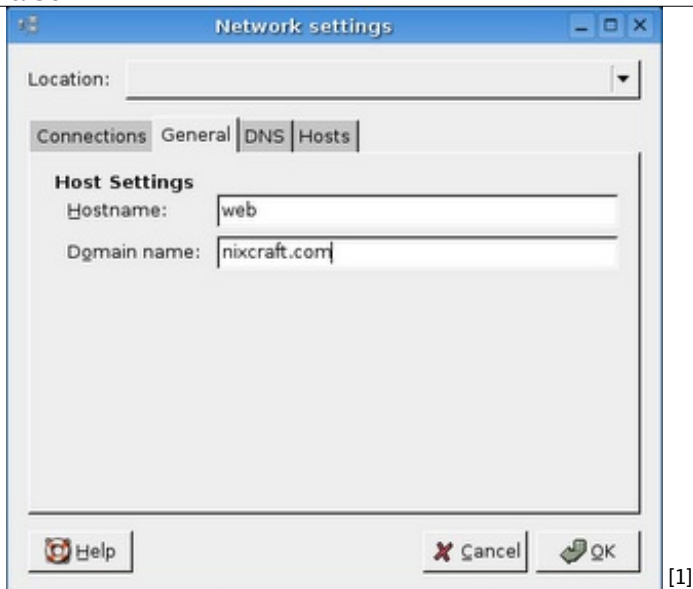 Network settings
Location:
Connections General DNS Hosts
Host Settings
Hostname: web
Domain name: nixcraft.com
Help Cancel OK
[1]